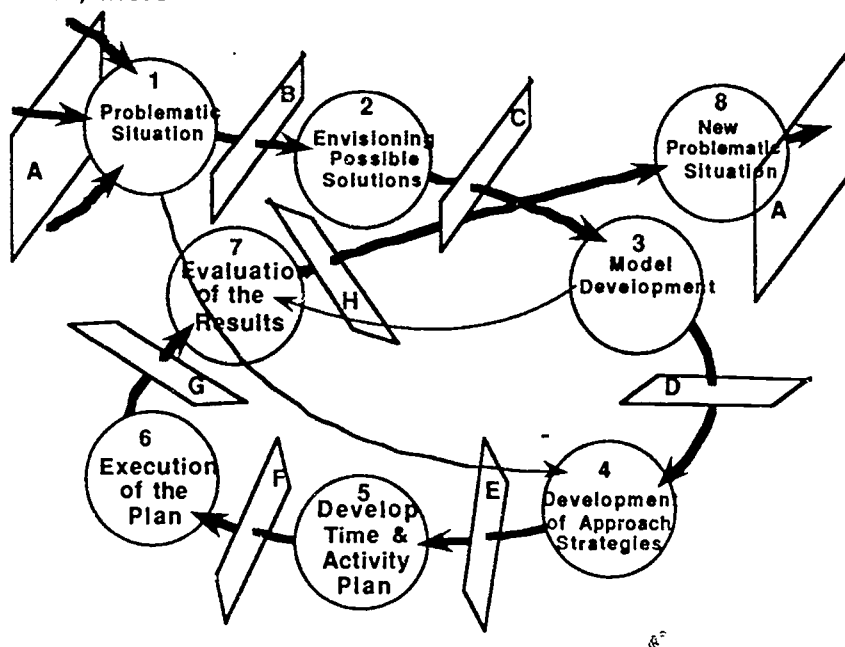 1
Problematic
Situation
A
B
2
Envisioning
Possible
Solutions
C
8
New
Problematic
Situation
A
3
Model
Development
7
Evaluation
of the
Results
H
G
D
6
Execution
of the
Plan
F
5
Develop
Time &
Activity
Plan
E
4
Development
of Approach
Strategies